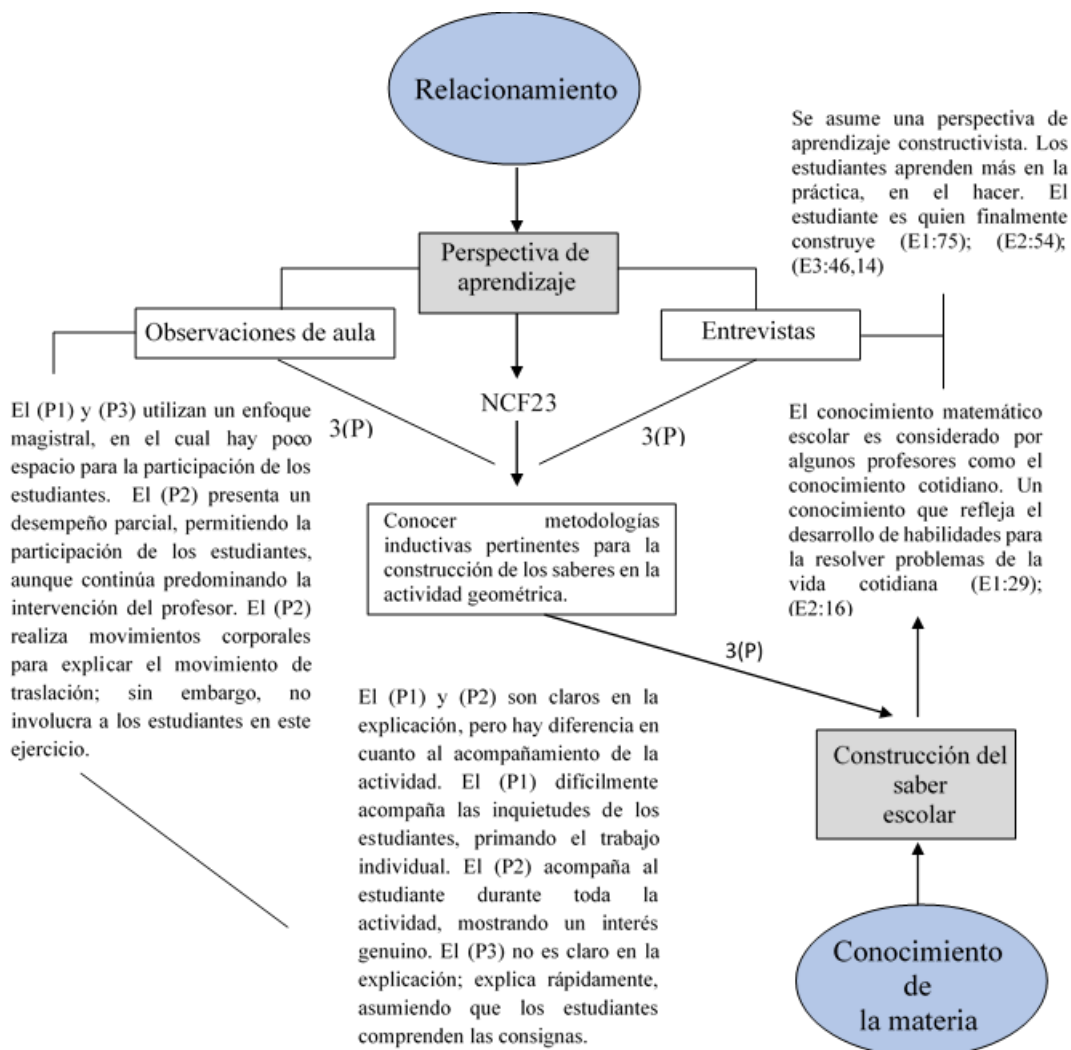 Relacionamiento
Se asume una perspectiva de
aprendizaje constructivista. Los
estudiantes aprenden más en la
práctica, en el hacer. El
estudiante es quien finalmente
construye (E1:75); (E2:54);
(E3:46,14)
Perspectiva de
aprendizaje
Observaciones de aula
Entrevistas
NCF23
3(P)
3(P)
El (P1) y (P3) utilizan un enfoque
magistral, en el cual hay poco
espacio para la participación de los
estudiantes. El (P2) presenta un
desempeño parcial, permitiendo la
participación de los estudiantes,
aunque continúa predominando la
intervención del profesor. El (P2)
realiza movimientos corporales
para explicar el movimiento de
traslación; sin embargo, no
involucra a los estudiantes en este
ejercicio.
El conocimiento matemático
escolar es considerado por
algunos profesores como el
conocimiento cotidiano. Un
conocimiento que refleja el
desarrollo de habilidades para
la resolver problemas de la
vida cotidiana (E1:29);
(E2:16)
Conocer metodologías
inductivas pertinentes para la
construcción de los saberes en la
actividad geométrica.
3(P)
El (P1) y (P2) son claros en la
explicación, pero hay diferencia en
cuanto al acompañamiento de la
actividad. El (P1) difícilmente
acompaña las inquietudes de los
estudiantes, primando el trabajo
individual. El (P2) acompaña al
estudiante durante toda la
actividad, mostrando un interés
genuino. El (P3) no es claro en la
explicación; explica rápidamente,
asumiendo que los estudiantes
comprenden las consignas.
Construcción del
saber
escolar
Conocimiento
de
la materia